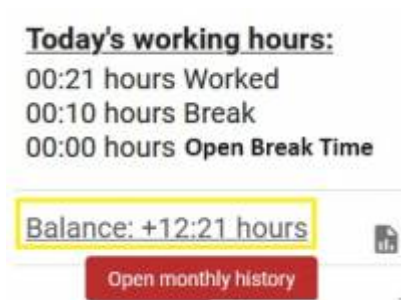 Today's working hours:
00:21 hours Worked
00:10 hours Break
00:00 hours Open Break Time
Balance: +12:21 hours
Open monthly history